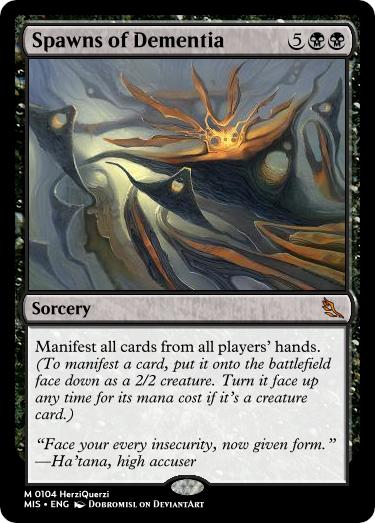 Spawns of Dementia 5
Sorcery
Manifest all cards from all players' hands.
(To manifest a card, put it onto the battlefield
face down as a 2/2 creature. Turn it face up
any time for its mana cost if it's a creature
card.)
“Face your every insecurity, now given form.”
—Ha'tana, high accuser
M 0104 HerziQuerzi
MIS • ENG Dobromisl on DeviantArt